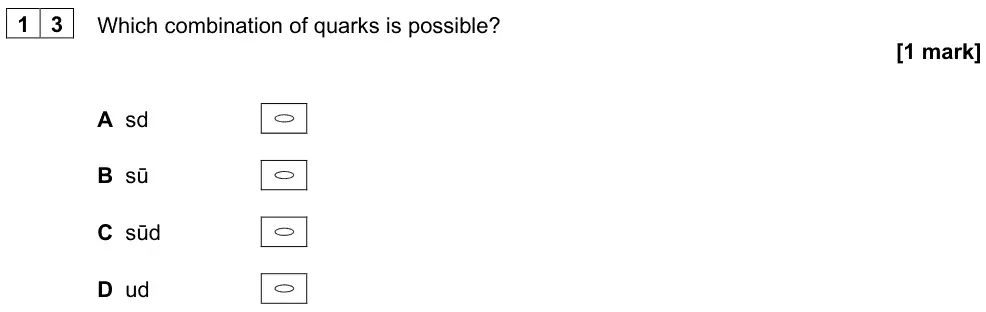 1 3 Which combination of quarks is possible?
[1 mark]
A sd
B sū
C sūd
D ud